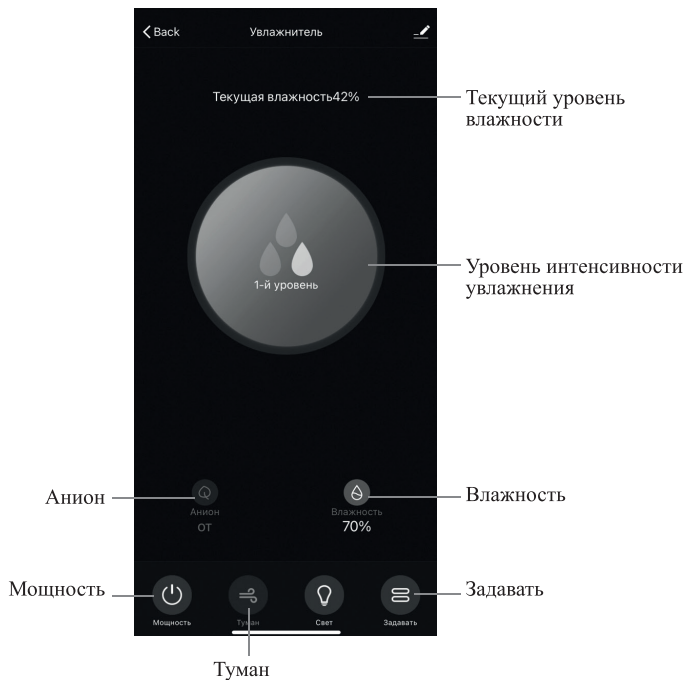 Back
Увлажнитель
Текущая влажность42%
Текущий уровень
влажности
1-й уровень
Уровень интенсивности
увлажнения
Анион
Анион
от
Влажность
70%
Влажность
Мощность
Мощность
Туман
Свет
Задавать
Задавать
Туман